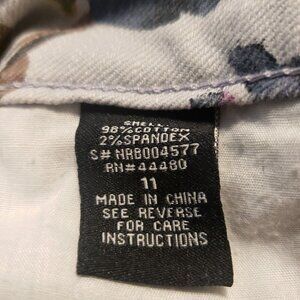 SHELL
98%COTTON
2%SPANDEX
S# NRB004577
RN#44480
11
MADE IN CHINA
SEE REVERSE
FOR CARE
INSTRUCTIONS